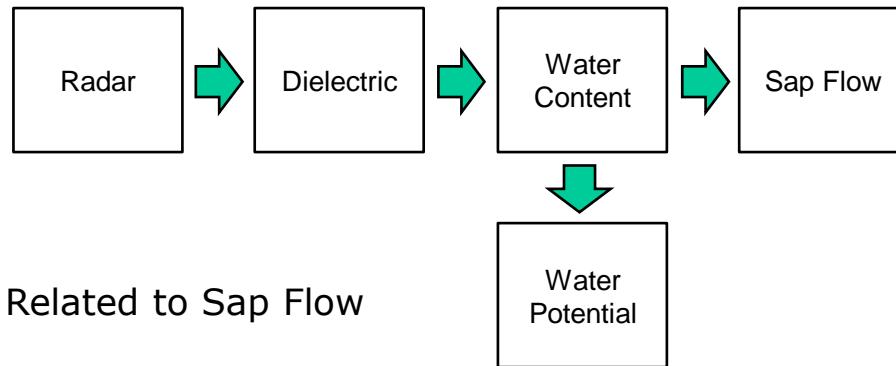 Radar
Dielectric
Water
Content
Sap Flow
Water
Potential
Related to Sap Flow